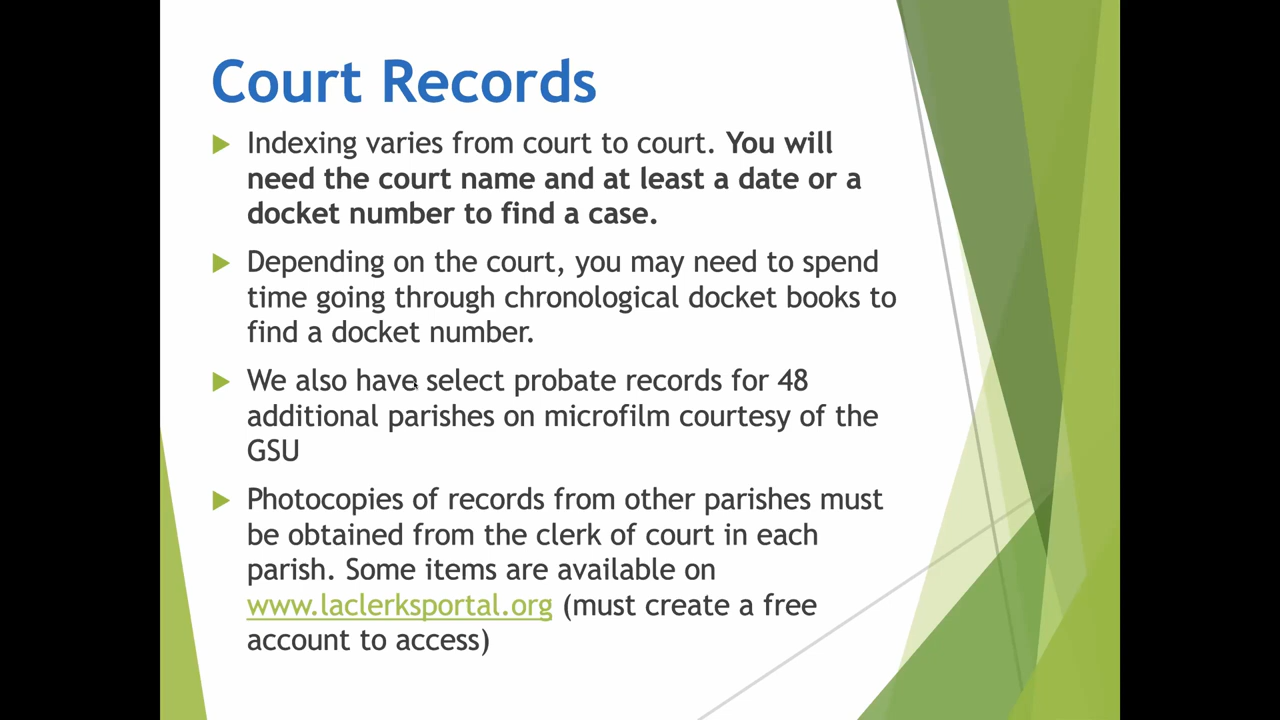 Court Records
Indexing varies from court to court. You will
need the court name and at least a date or a
docket number to find a case.
Depending on the court, you may need to spend
time going through chronological docket books to
find a docket number.
We also have select probate records for 48
additional parishes on microfilm courtesy of the
GSU
Photocopies of records from other parishes must
be obtained from the clerk of court in each
parish. Some items are available on
www.laclerksportal.org (must create a free
account to access)